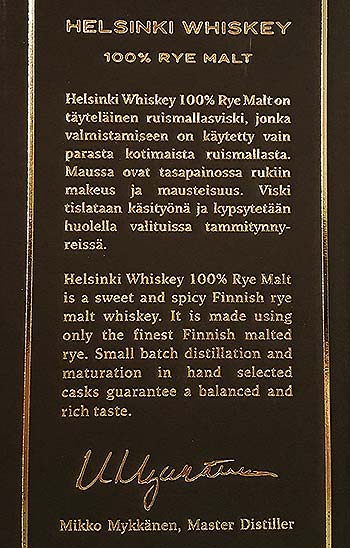 HELSINKI WHISKEY
100% RYE MALT
Helsinki Whiskey 100% Rye Malt on
täyteläinen ruismallasviski, jonka
valmistamiseen on käytetty vain
parasta kotimaista ruismallasta.
Maussa ovat tasapainossa rukiin
makeus ja mausteisuus. Viski
tislataan käsityönä ja kypsytetään
huolella valituissa tammitynny-
reissä.
Helsinki Whiskey 100% Rye Malt
is a sweet and spicy Finnish rye
malt whiskey. It is made using
only the finest Finnish malted
rye. Small batch distillation and
maturation in hand selected
casks guarantee a balanced and
rich taste.
Mikko Mykkänen, Master Distiller